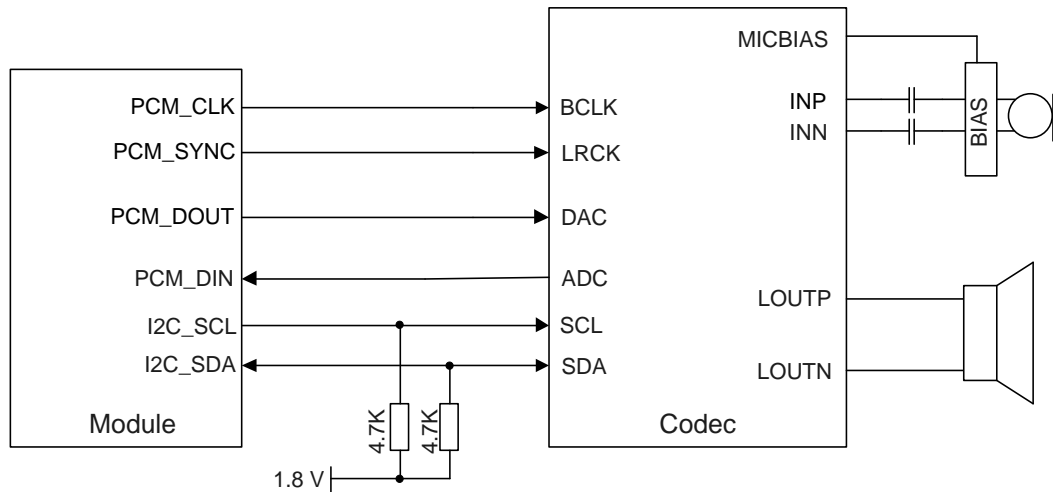 MICBIAS
PCM_CLK
BCLK
INP
PCM_SYNC
LRCK
INN
BIAS
PCM_DOUT
DAC
PCM_DIN
ADC
LOUTP
I2C_SCL
SCL
I2C_SDA
SDA
LOUTN
Module
4.7K
4.7K
Codec
1.8 V